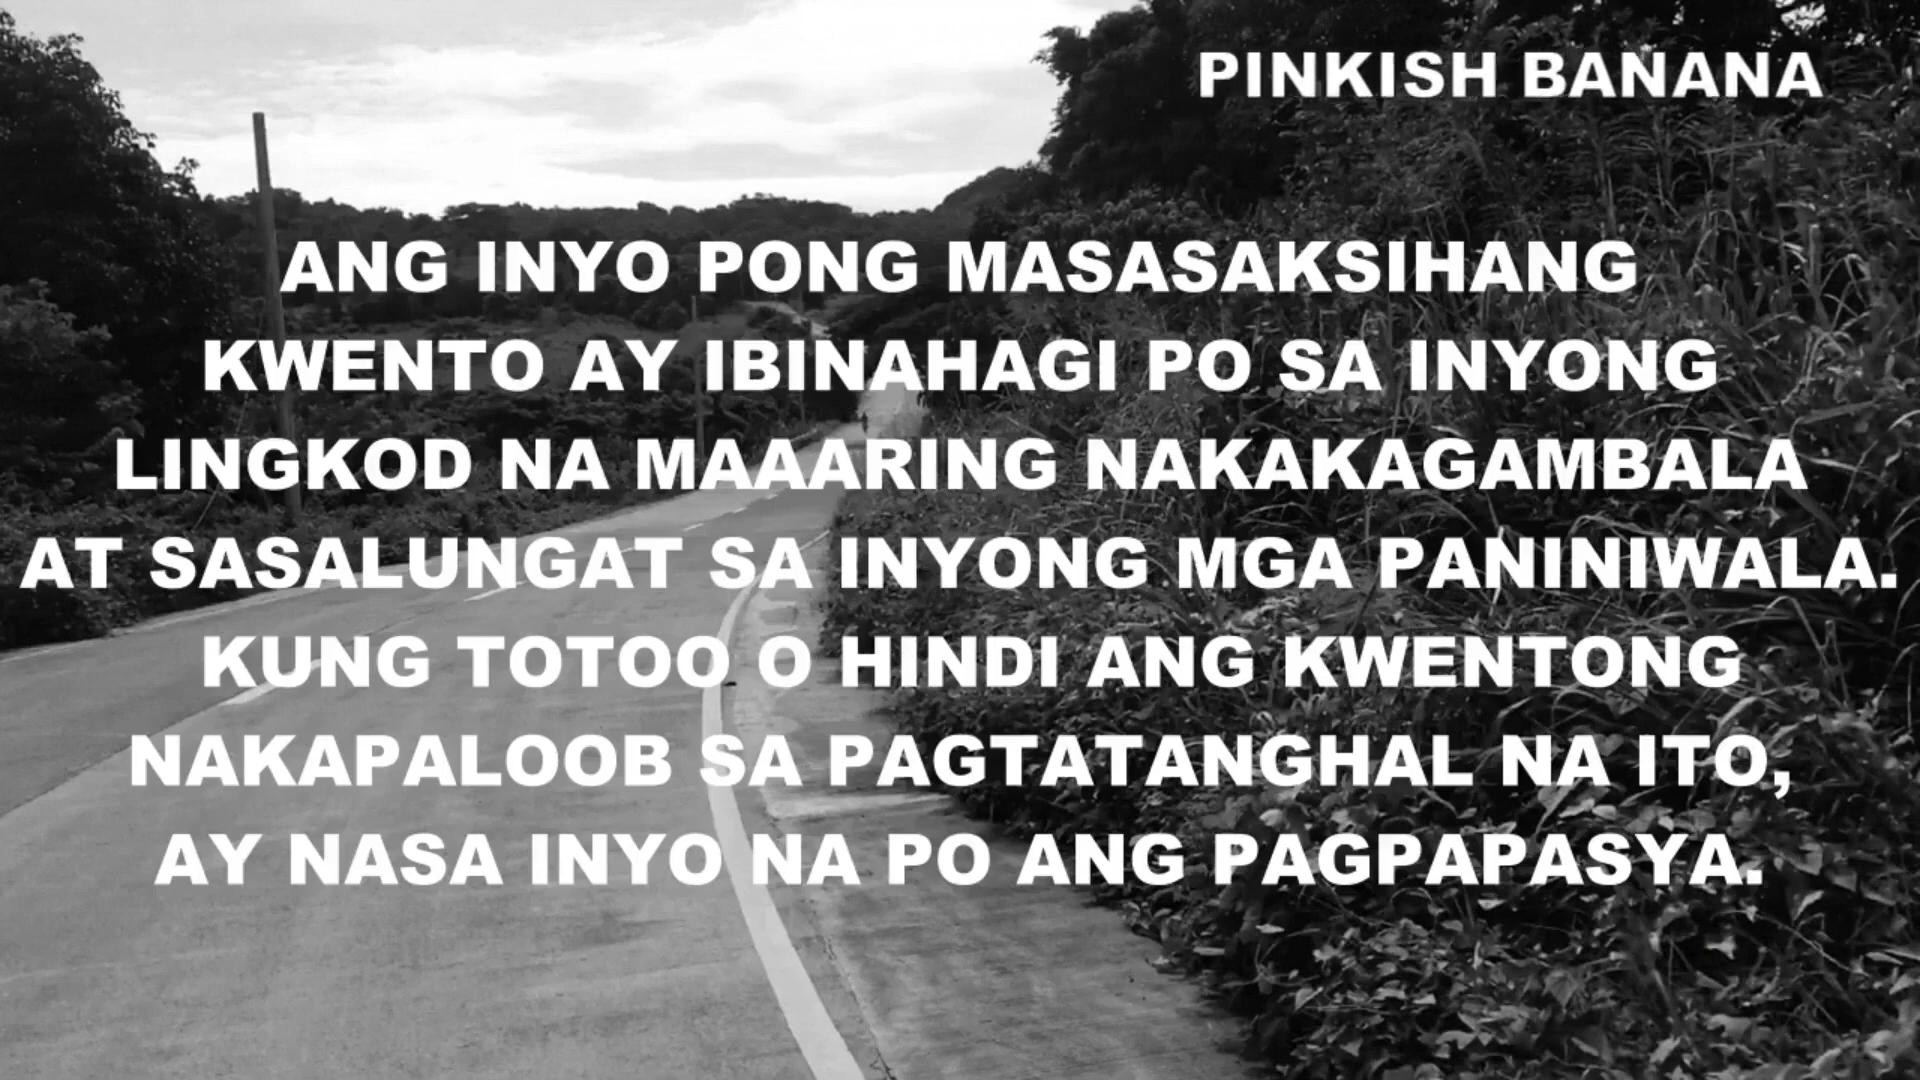 PINKISH BANANA
ANG INYO PONG MASASAKSIHANG
KWENTO AY IBINAHAGI PO SA INYONG
LINGKOD NA MAAARING NAKAKAGAMBALA
AT SASALUNGAT SA INYONG MGA PANINIWALA.
KUNG TOTOO O HINDI ANG KWENTONG
NAKAPALOOB SA PAGTATANGHAL NA ITO,
AY NASA INYO NA PO ANG PAGPAPASYA.